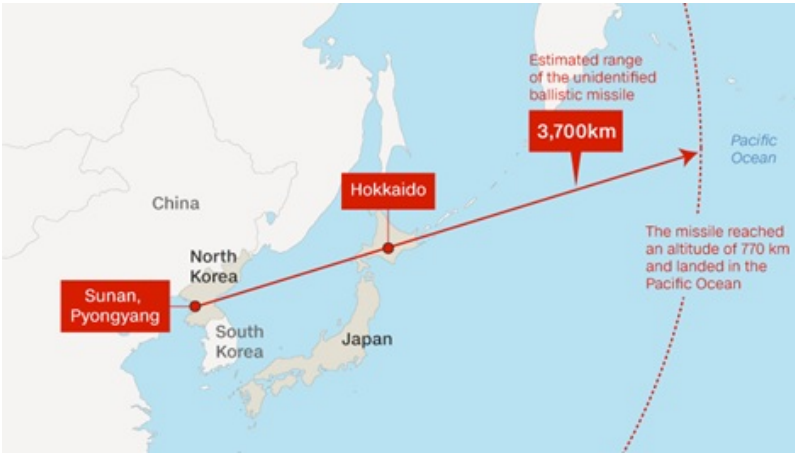 Estimated range
of the unidentified
ballistic missile
3,700km
Pacific
Ocean
Hokkaido
China
North
Korea
The missile reached
an altitude of 770 km
and landed in the
Pacific Ocean
Sunan,
Pyongyang
South
Korea
Japan